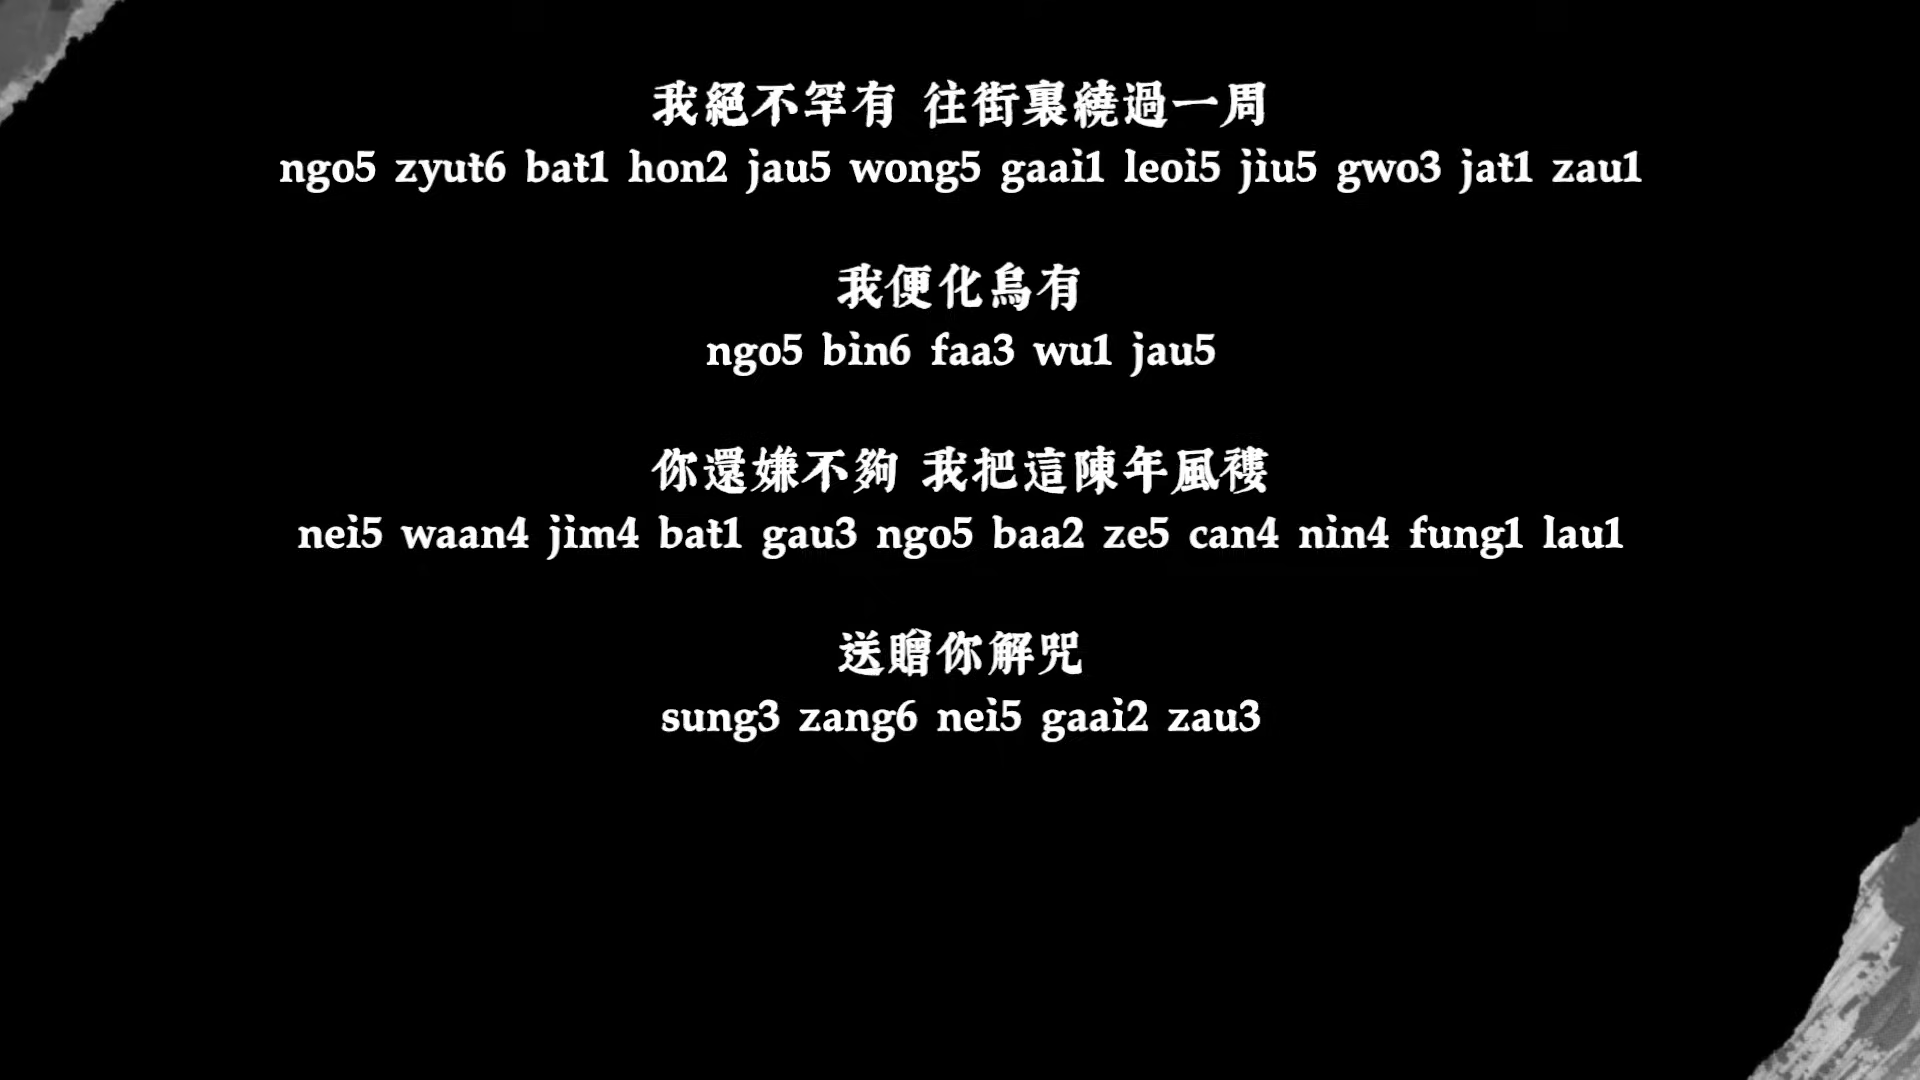 我絕不罕有 往街裏繞過一周
ngo5 zyut6 bat1 hon2 jau5 wong5 gaai1 leoi5 jiu5 gwo3 jat1 zau1
我便化烏有
ngo5 bin6 faa3 wu1 jau5
你還嫌不夠 我把這陳年風褸
nei5 waan4 jim4 bat1 gau3 ngo5 baa2 ze5 can4 nin4 fung1 lau1
送贈你解咒
sung3 zang6 nei5 gaai2 zau3